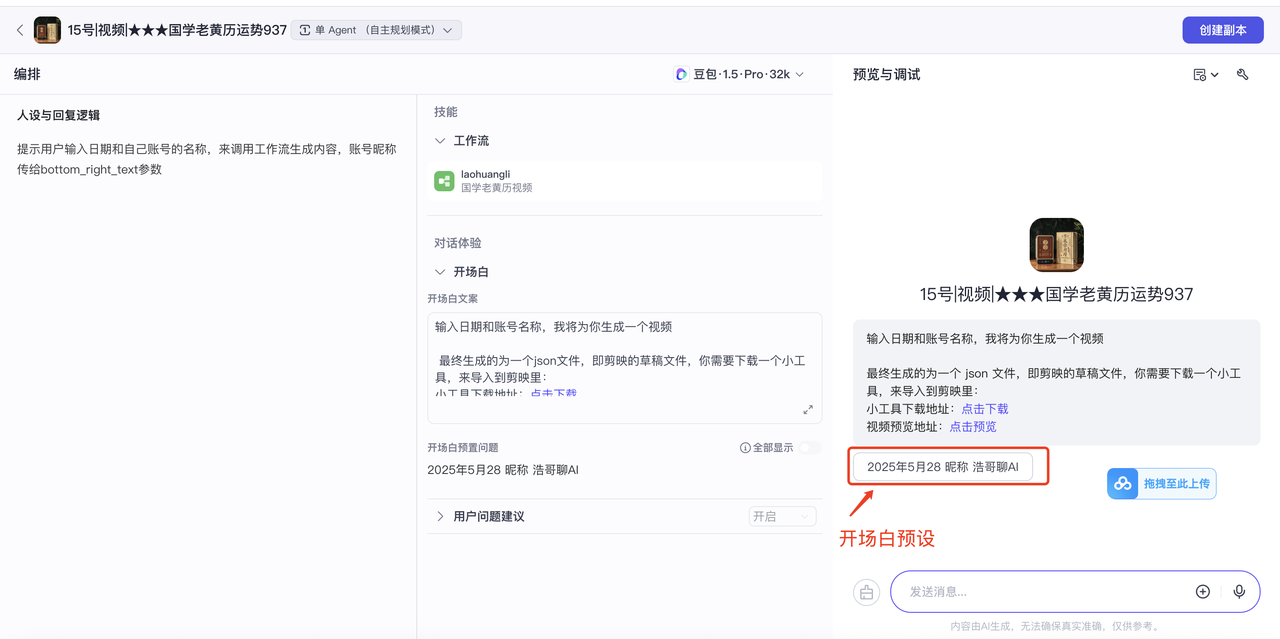 15号|视频|★★★国学老黄历运势937
单 Agent （自主规划模式）
创建副本
编排
豆包·1.5·Pro·32k
预览与调试
人设与回复逻辑
提示用户输入日期和自己账号的名称，来调用工作流生成内容，账号昵称
传给bottom_right_text参数
技能
工作流
laohuangli
国学老黄历视频
对话体验
开场白
开场白文案
输入日期和账号名称，我将为你生成一个视频
最终生成的为一个json文件，即剪映的草稿文件，你需要下载一个小工
具，来导入到剪映里：
小工具下载地址：点击下载
开场白预置问题
全部显示
2025年5月28 昵称 浩哥聊AI
用户问题建议
开启
15号|视频|★★★国学老黄历运势937
输入日期和账号名称，我将为你生成一个视频
最终生成的为一个 json 文件，即剪映的草稿文件，你需要下载一个小工
具，来导入到剪映里：
小工具下载地址：点击下载
视频预览地址：点击预览
2025年5月28 昵称 浩哥聊AI
拖拽至此上传
开场白预设
发送消息...
内容由AI生成，无法确保真实准确，仅供参考。